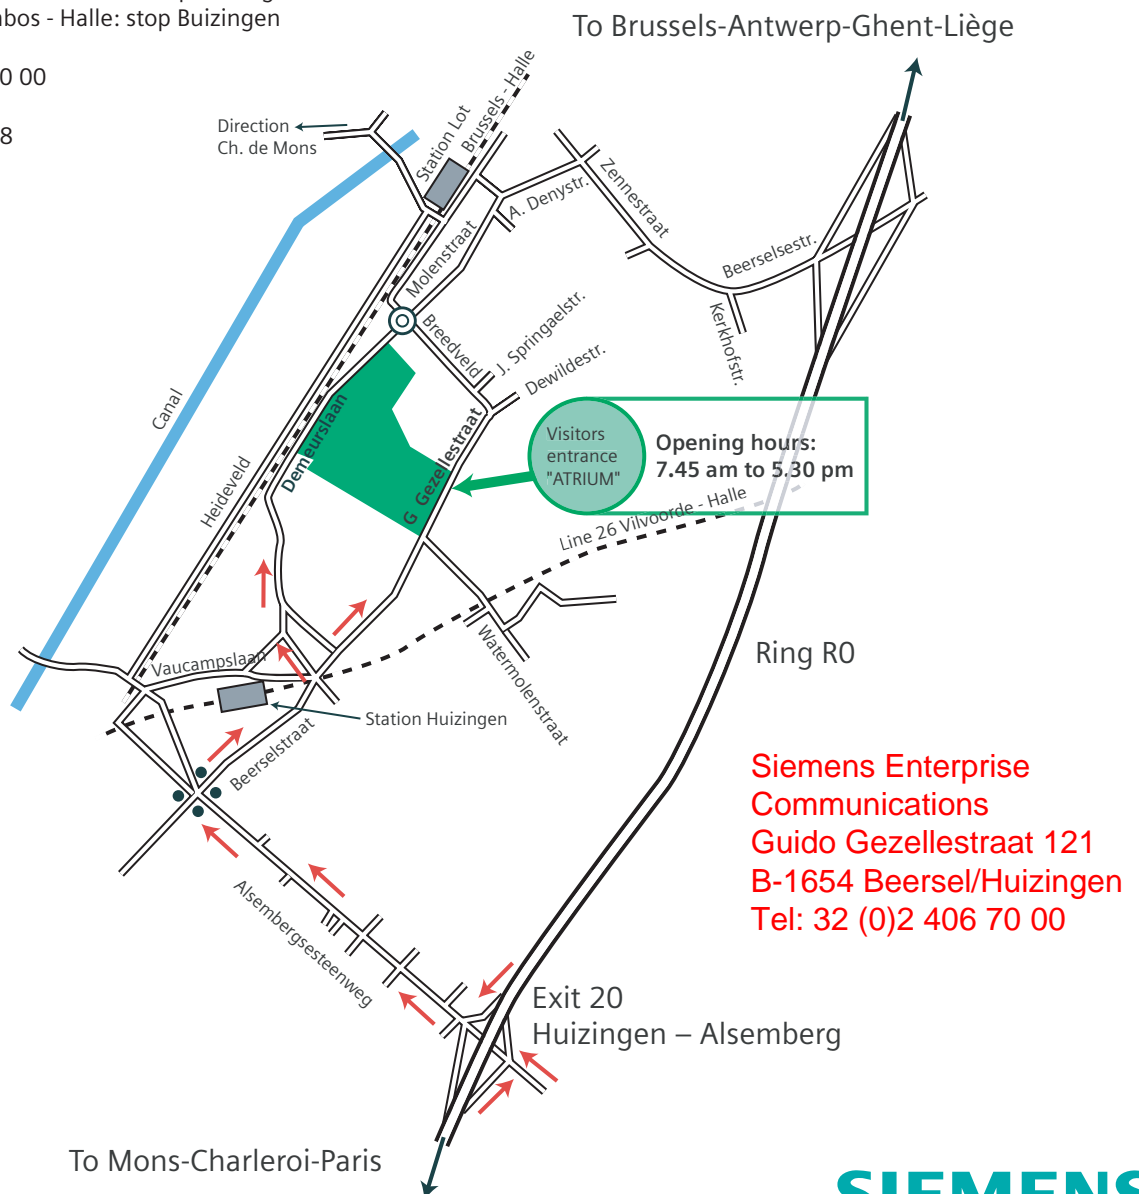 - Halle: stop Buizingen
To Brussels-Antwerp-Ghent-Liège
0 00
8
Direction
Ch. de Mons
Station Lot
Brussels - Halle
A. Denystr.
Zennestraat
Molenstraat
Beerselsestr.
Kerkhofstr.
Breedveld
J. Springaelstr.
Dewildestr.
Canal
Heideveld
Demeurslaan
G Gezellestraat
Visitors
entrance
"ATRIUM"
Opening hours:
7.45 am to 5.30 pm
Line 26 Vilvoorde - Halle
Ring R0
Vaucampslaan
Watermolenstraat
Station Huizingen
Beerselstraat
Siemens Enterprise
Communications
Guido Gezellestraat 121
B-1654 Beersel/Huizingen
Tel: 32 (0)2 406 70 00
Alsembergsesteenweg
Exit 20
Huizingen – Alsemberg
To Mons-Charleroi-Paris
SIEMENS